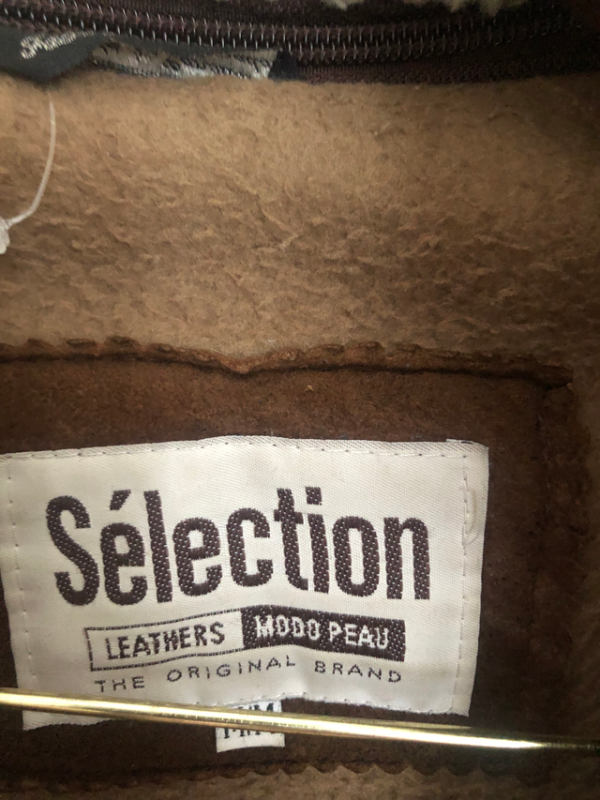 Sélection
LEATHERS MODO PEAU
THE ORIGINAL BRAND